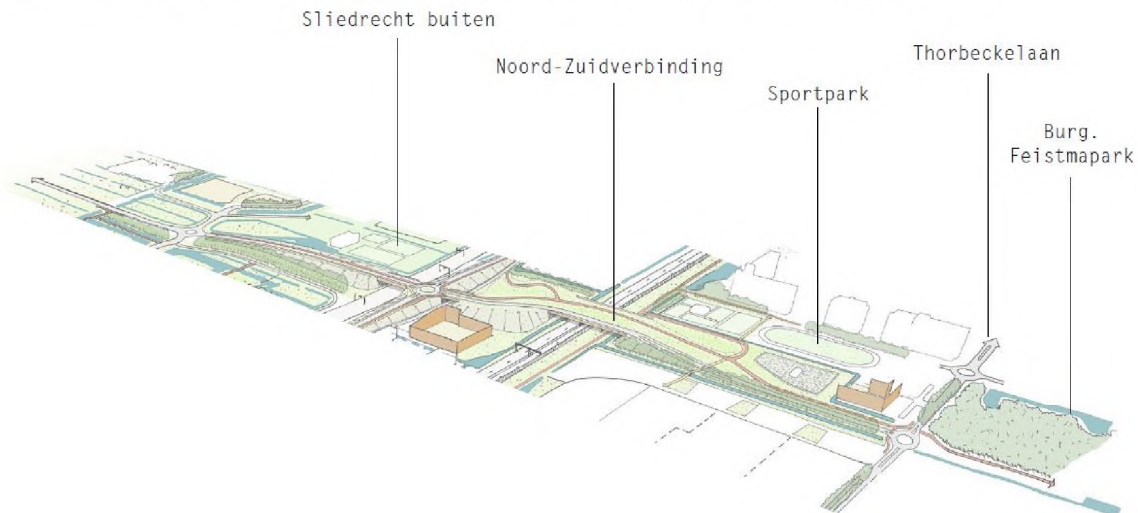 Sliedrecht buiten
Noord-Zuidverbinding
Sportpark
Thorbeckelaan
Burg.
Feistmapark